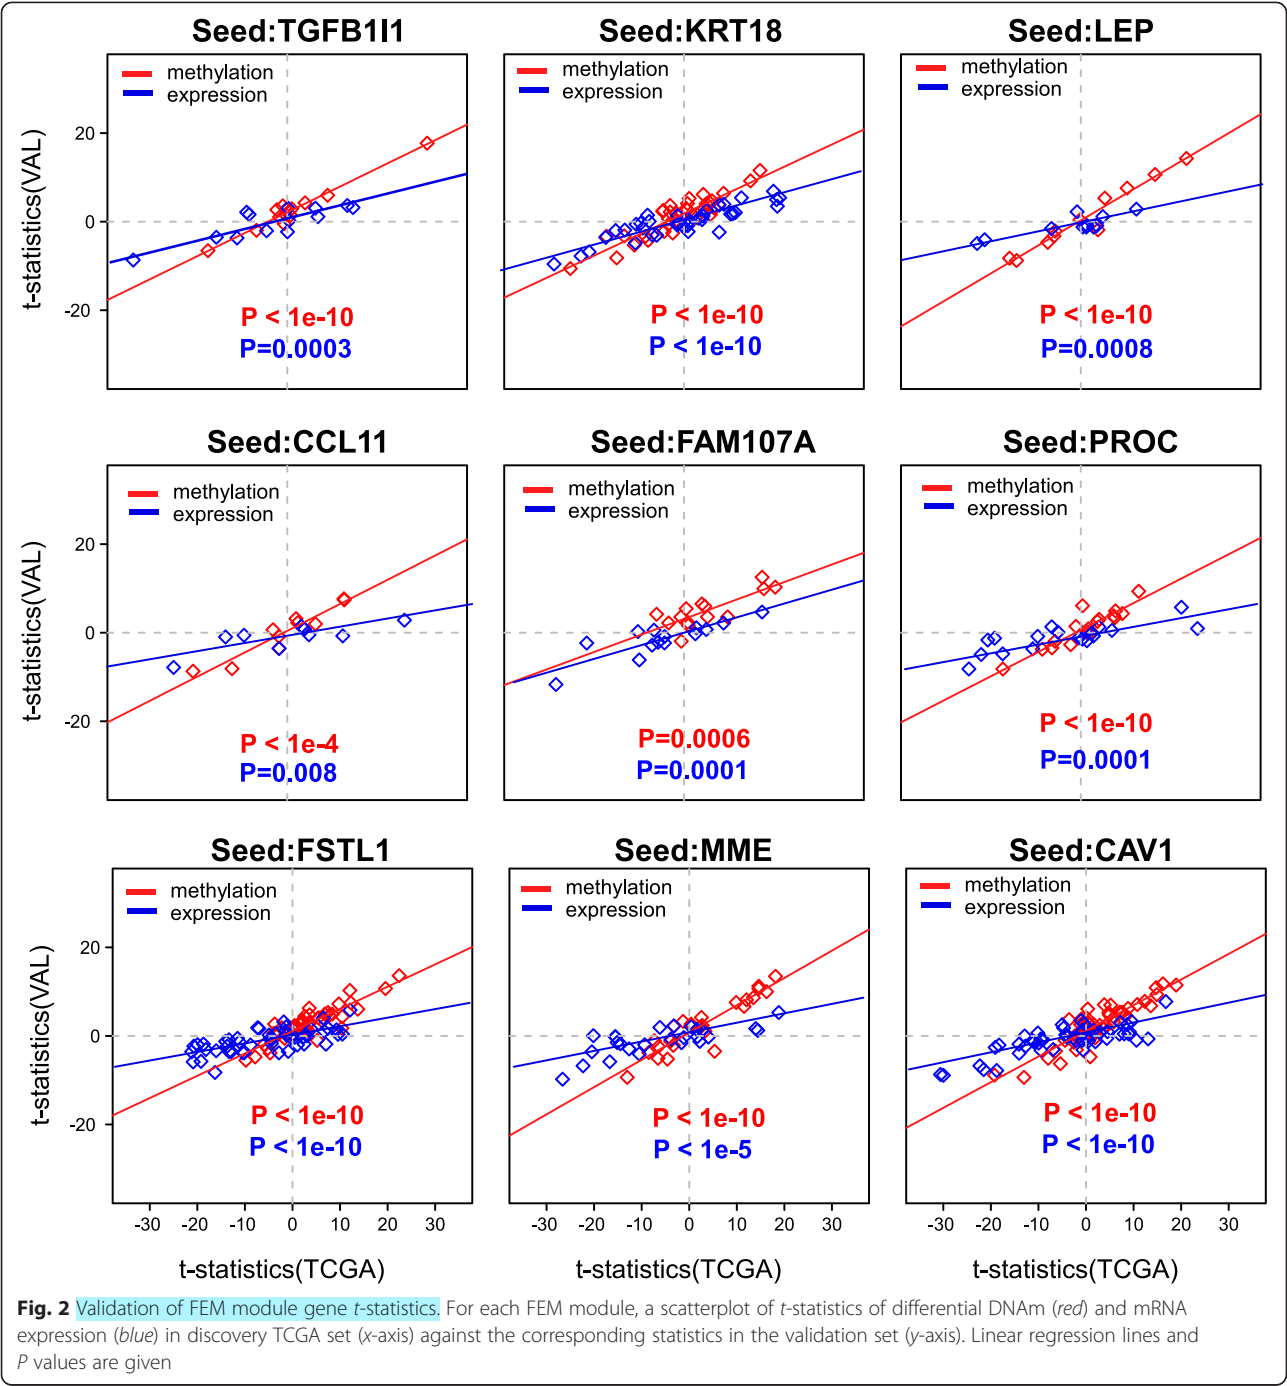 Seed:TGFB1I1
methylation
expression
t-statistics(VAL)
20
0
-20
P < 1e-10
P=0.0003
Seed:KRT18
methylation
expression
P < 1e-10
P < 1e-10
Seed:LEP
methylation
expression
P < 1e-10
P=0.0008
Seed:CCL11
methylation
expression
t-statistics(VAL)
20
0
-20
P < 1e-4
P=0.008
Seed:FAM107A
methylation
expression
P=0.0006
P=0.0001
Seed:PROC
methylation
expression
P < 1e-10
P=0.0001
Seed:FSTL1
methylation
expression
t-statistics(VAL)
20
0
-20
P < 1e-10
P < 1e-10
-30 -20 -10 0 10 20 30
t-statistics(TCGA)
Seed:MME
methylation
expression
P < 1e-10
P < 1e-5
-30 -20 -10 0 10 20 30
t-statistics(TCGA)
Seed:CAV1
methylation
expression
P < 1e-10
P < 1e-10
-30 -20 -10 0 10 20 30
t-statistics(TCGA)
Fig. 2 Validation of FEM module gene t-statistics. For each FEM module, a scatterplot of t-statistics of differential DNAm (red) and mRNA
expression (blue) in discovery TCGA set (x-axis) against the corresponding statistics in the validation set (y-axis). Linear regression lines and
P values are given